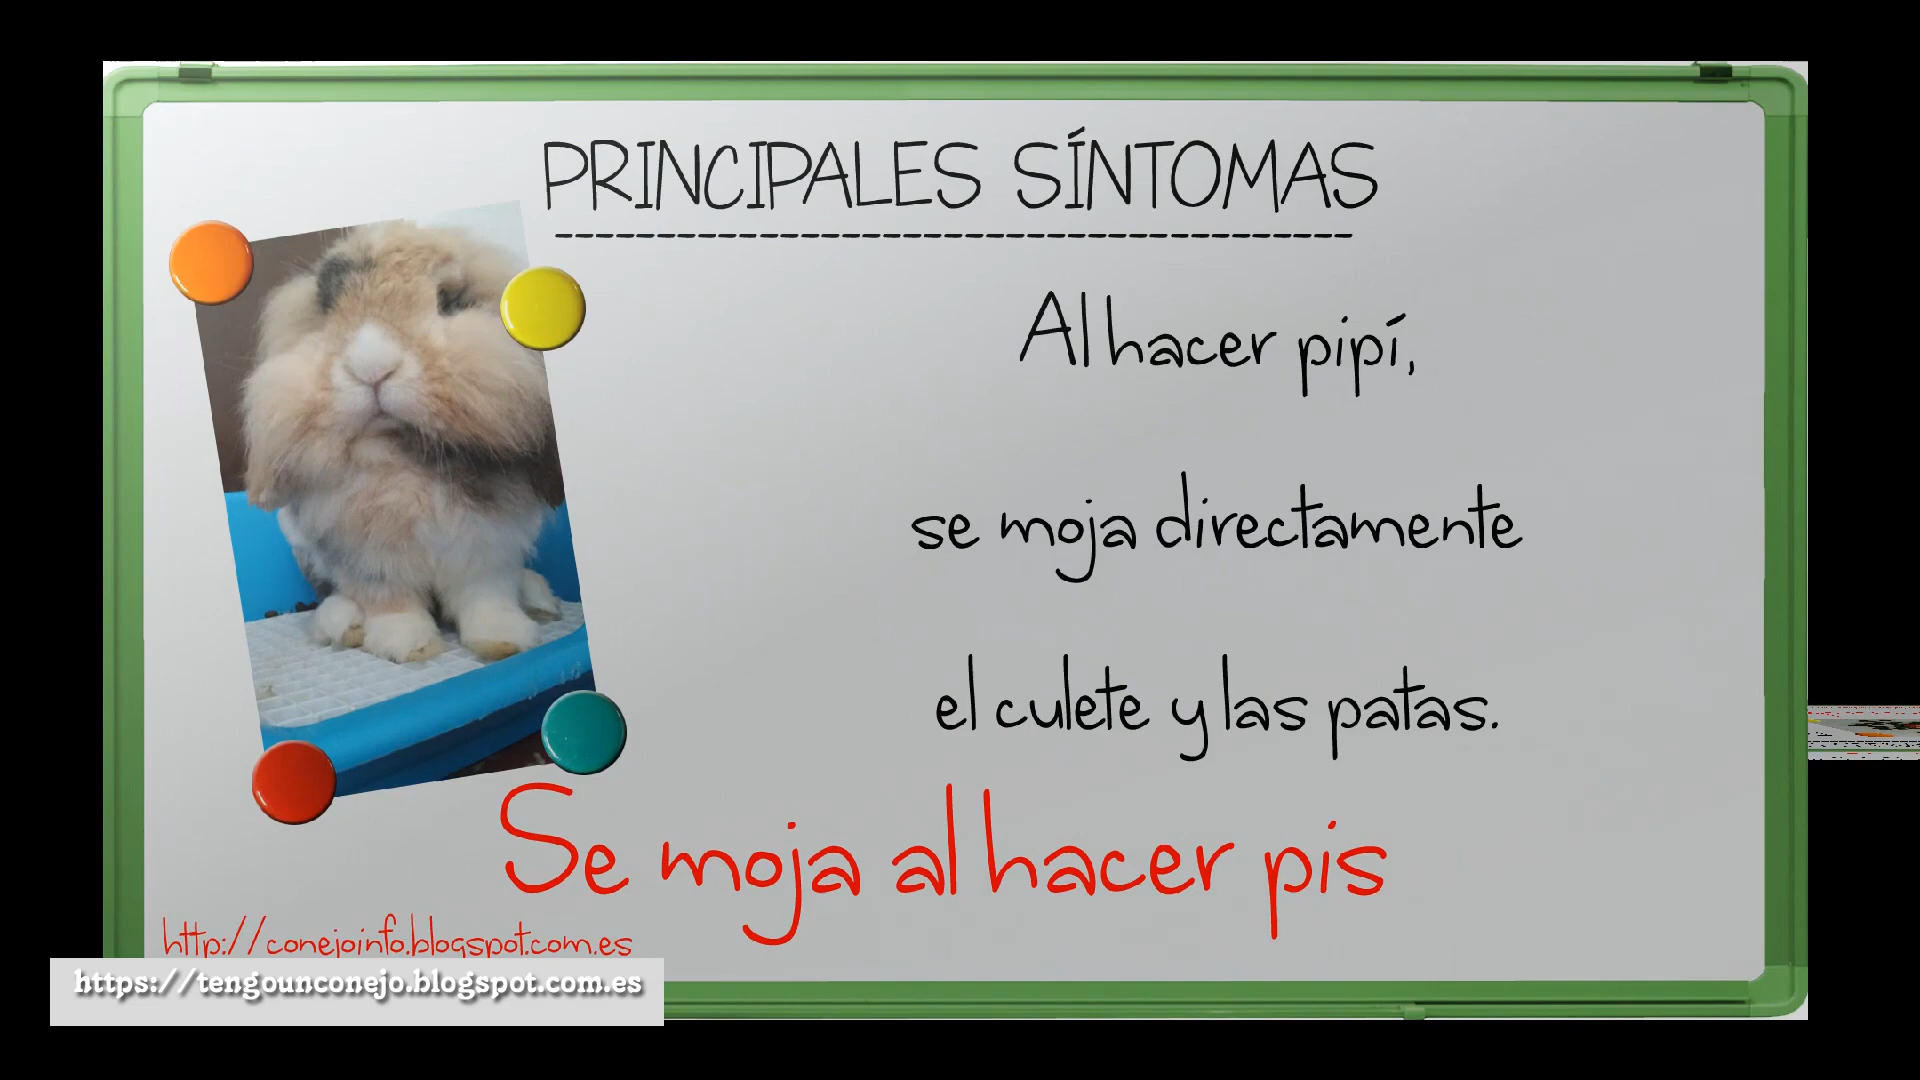 PRINCIPALES SÍNTOMAS
Al hacer pipí,
se moja directamente
el culete y las patas.
Se moja al hacer pis
http://conejoinfo.blogspot.com.es
https://tengounconejo.blogspot.com.es